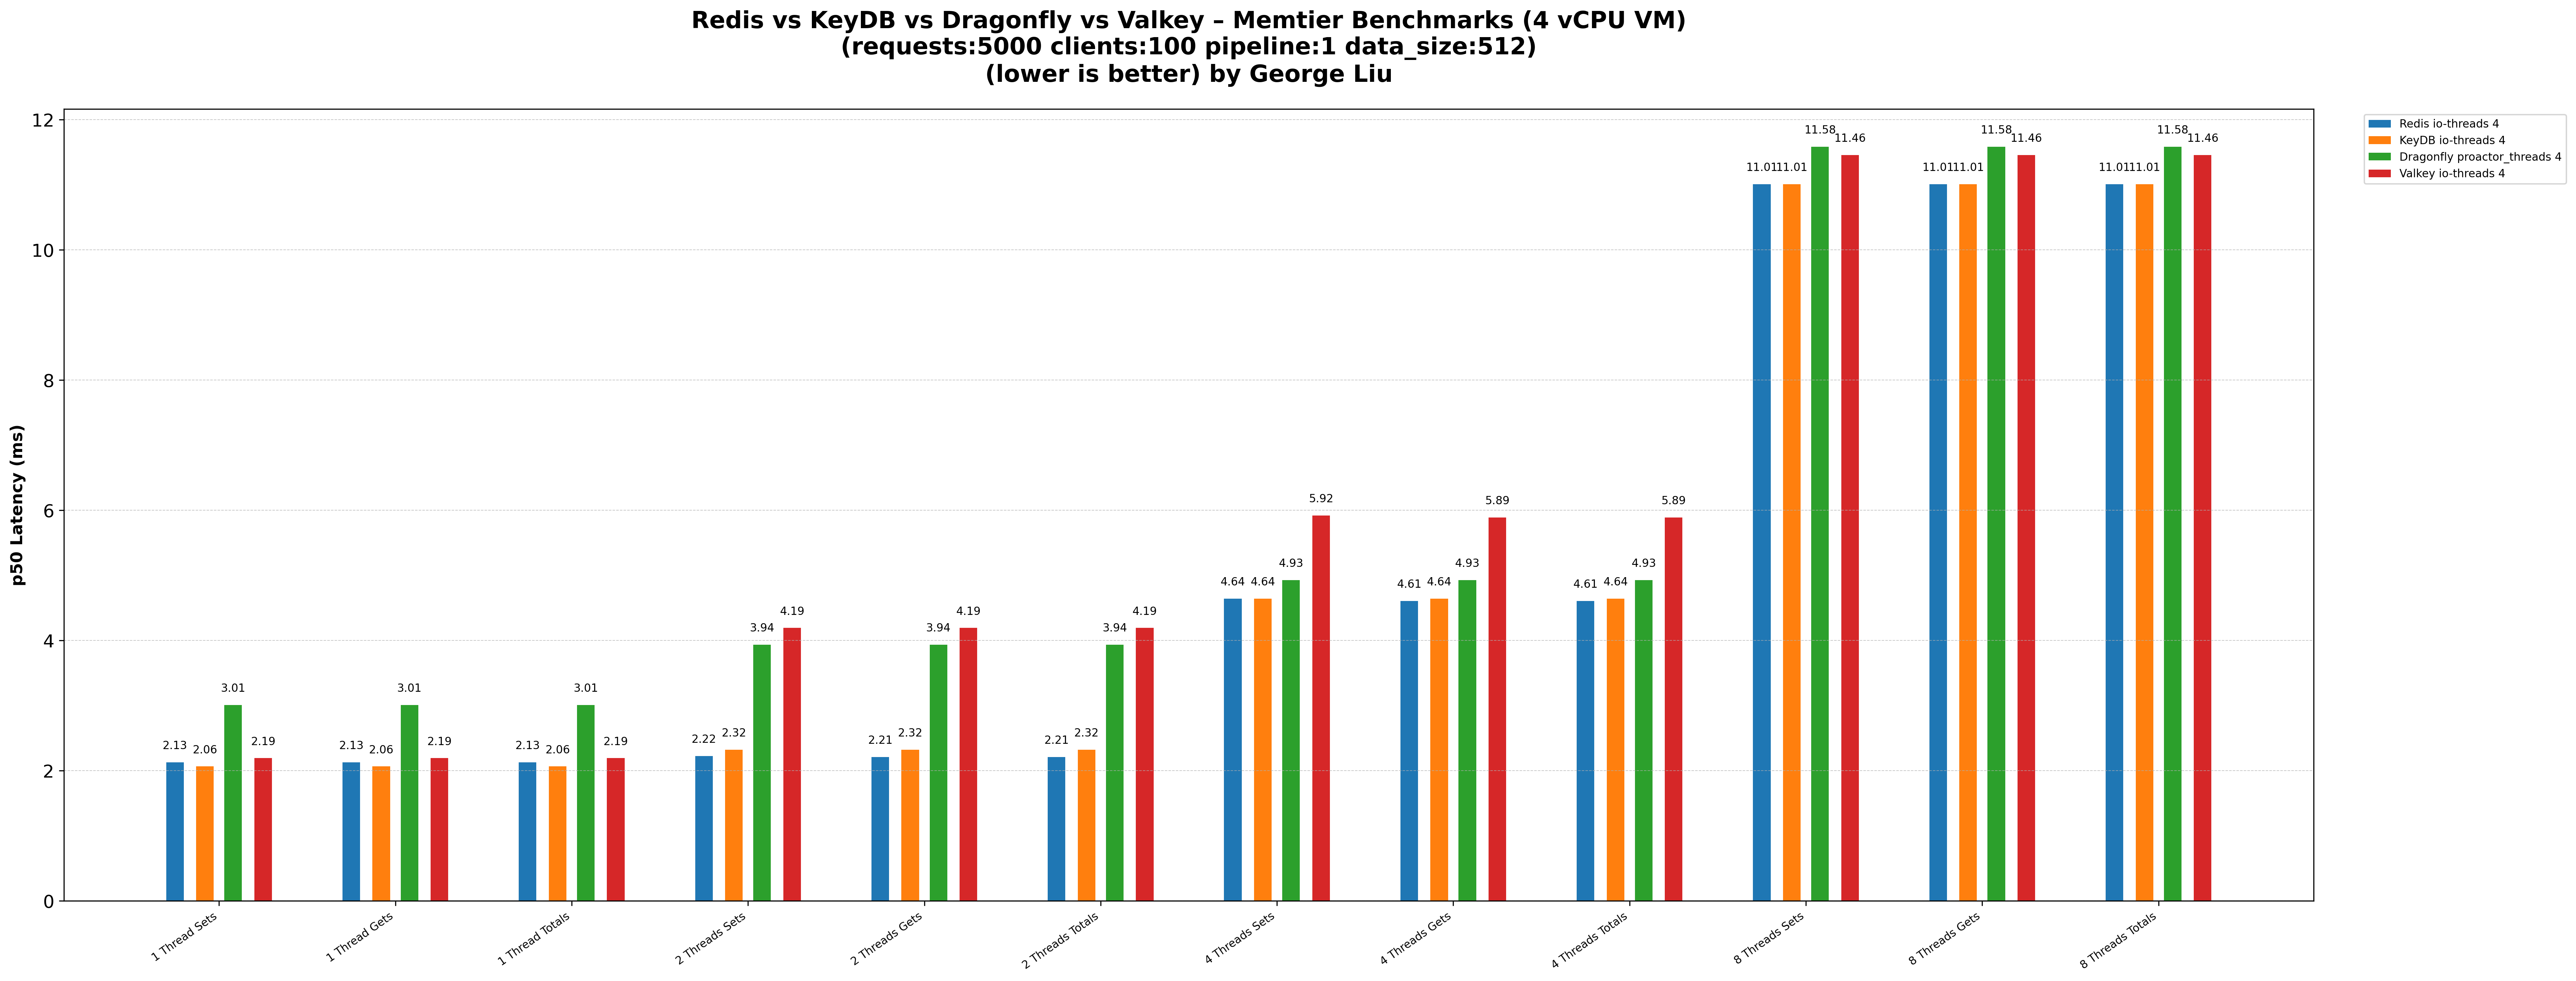 Redis vs KeyDB vs Dragonfly vs Valkey – Memtier Benchmarks (4 vCPU VM)
(requests:5000 clients:100 pipeline:1 data_size:512)
(lower is better) by George Liu
Redis io-threads 4
KeyDB io-threads 4
Dragonfly proactor_threads 4
Valkey io-threads 4
p50 Latency (ms)
12
10
8
6
4
2
0
2.13 2.06 3.01 2.19
2.13 2.06 3.01 2.19
2.13 2.06 3.01 2.19
2.22 2.32 3.94 4.19
2.21 2.32 3.94 4.19
2.21 2.32 3.94 4.19
4.64 4.64 4.93 5.92
4.61 4.64 4.93 5.89
4.61 4.64 4.93 5.89
11.01 11.01 11.58 11.46
11.01 11.01 11.58 11.46
11.01 11.01 11.58 11.46
1 Thread Sets
1 Thread Gets
1 Thread Totals
2 Threads Sets
2 Threads Gets
2 Threads Totals
4 Threads Sets
4 Threads Gets
4 Threads Totals
8 Threads Sets
8 Threads Gets
8 Threads Totals